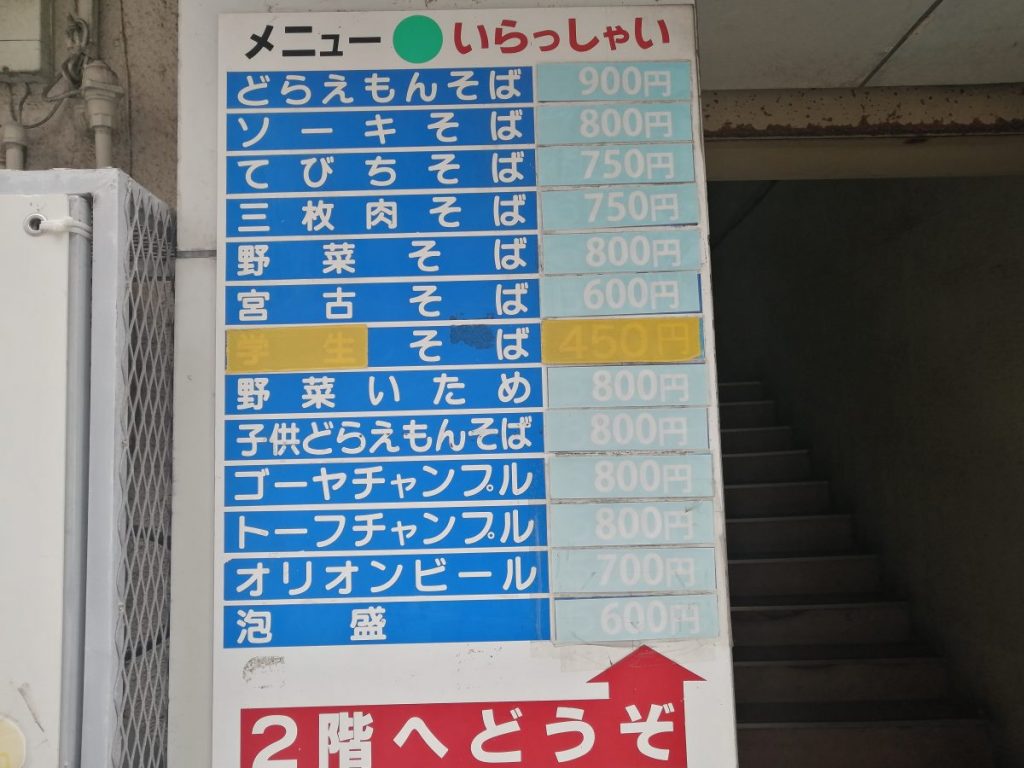 メニュー●いらっしゃい
どらえもんそば 900円
ソーキそば 800円
てびちそば 750円
三枚肉そば 750円
野菜そば 800円
宮古そば 600円
学生そば 450円
野菜いため 800円
子供どらえもんそば 800円
ゴーヤチャンプル 800円
トーフチャンプル 800円
オリオンビール 700円
泡盛 600円
2階へどうぞ